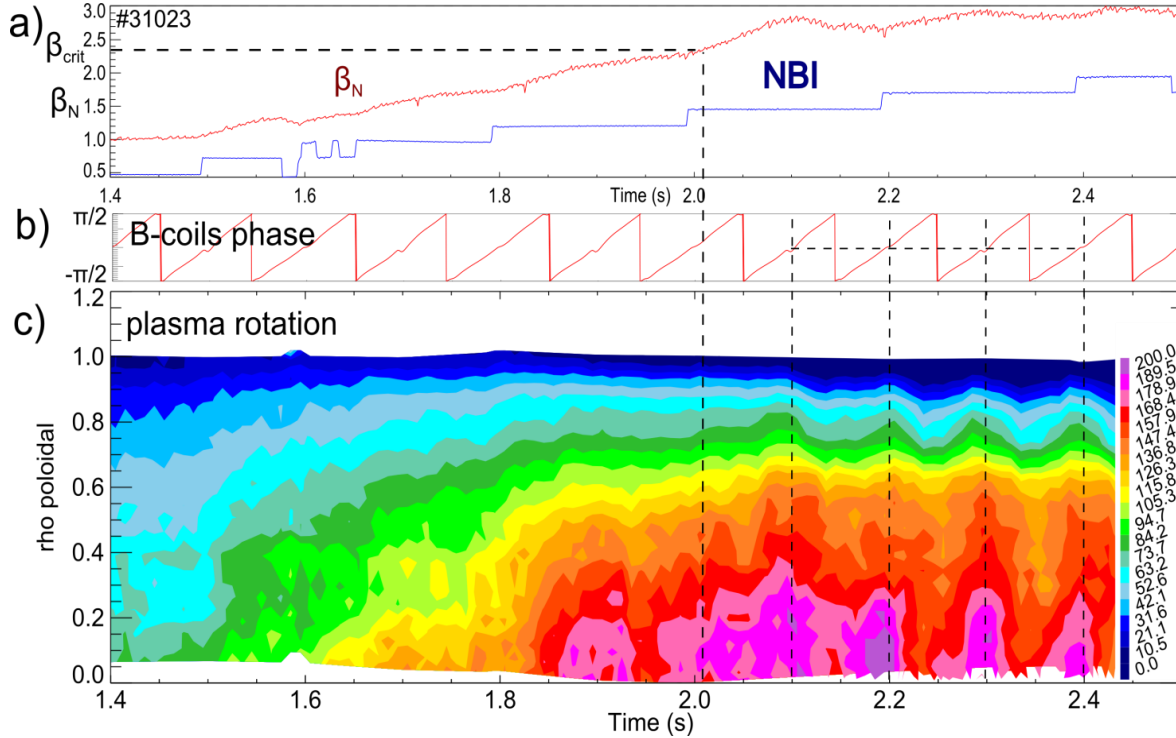 a) #31023
3.0
2.5
βcrit
2.0
βN
1.5
1.0
0.5
βN
NBI
1.4 1.6 1.8 Time (s) 2.0 2.2 2.4
b) π/2
B-coils phase
-π/2
c) plasma rotation
1.2
1.0
0.8
0.6
0.4
0.2
0.0
rho poloidal
200.0
189.5
178.9
168.4
157.9
147.4
136.8
126.3
115.8
105.3
94.7
84.2
73.7
63.2
52.6
42.1
31.6
21.1
10.5
0.0
1.4 1.6 1.8 2.0 2.2 2.4
Time (s)